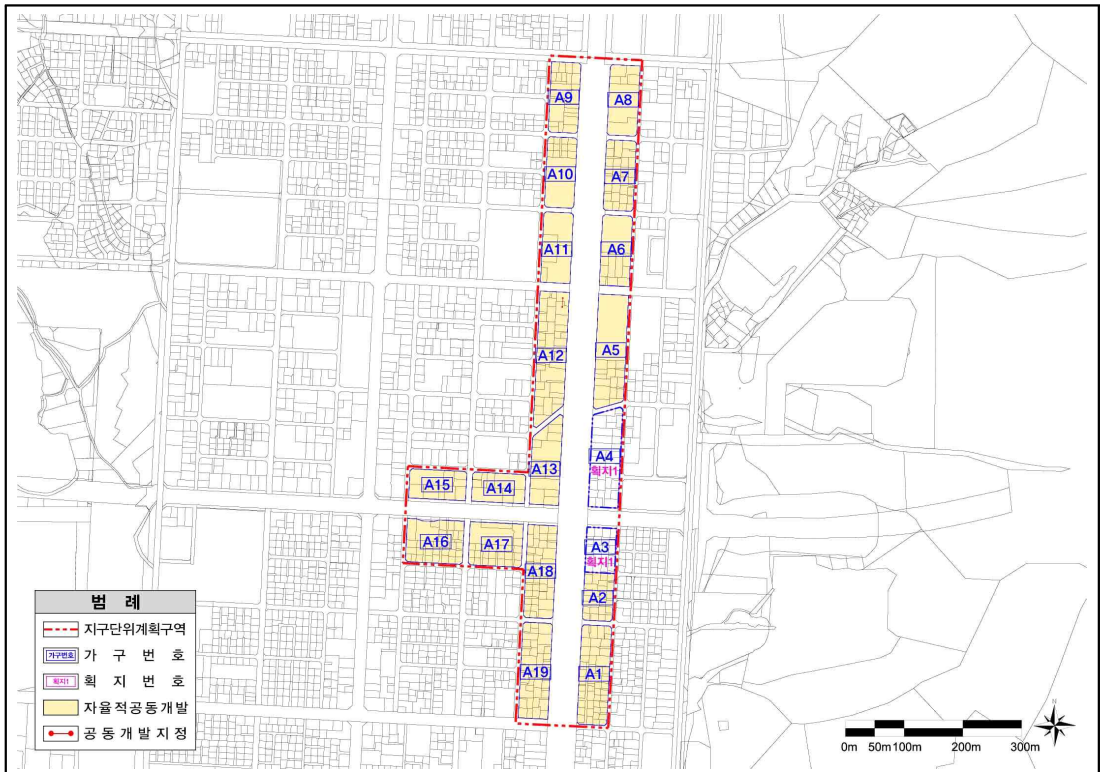 A9
A8
A10
A7
A11
A6
A12
A5
A4
획지1
A13
A15
A14
A16
A17
A3
획지1
A18
A2
A19
A1
범 례
지구단위계획구역
가구번호 가 구 번 호
획지1 획 지 번 호
자율적공동개발
공동개발지정
N
0m 50m 100m 200m 300m